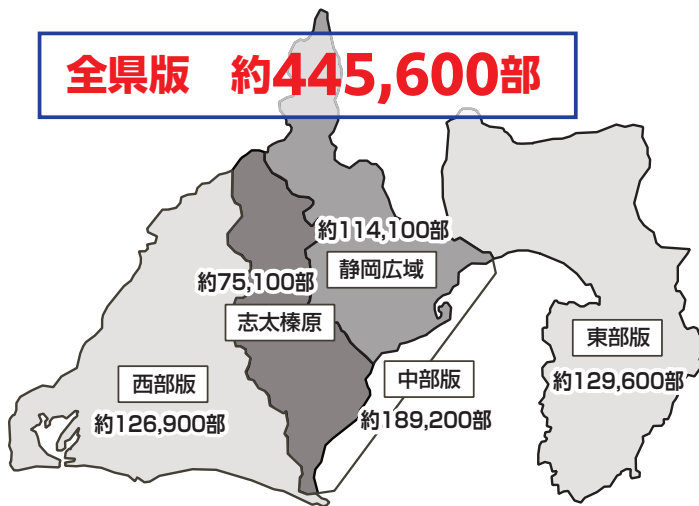 全県版 約445,600部
約114,100部
静岡広域
約75,100部
志太榛原
東部版
約129,600部
西部版
約126,900部
中部版
約189,200部